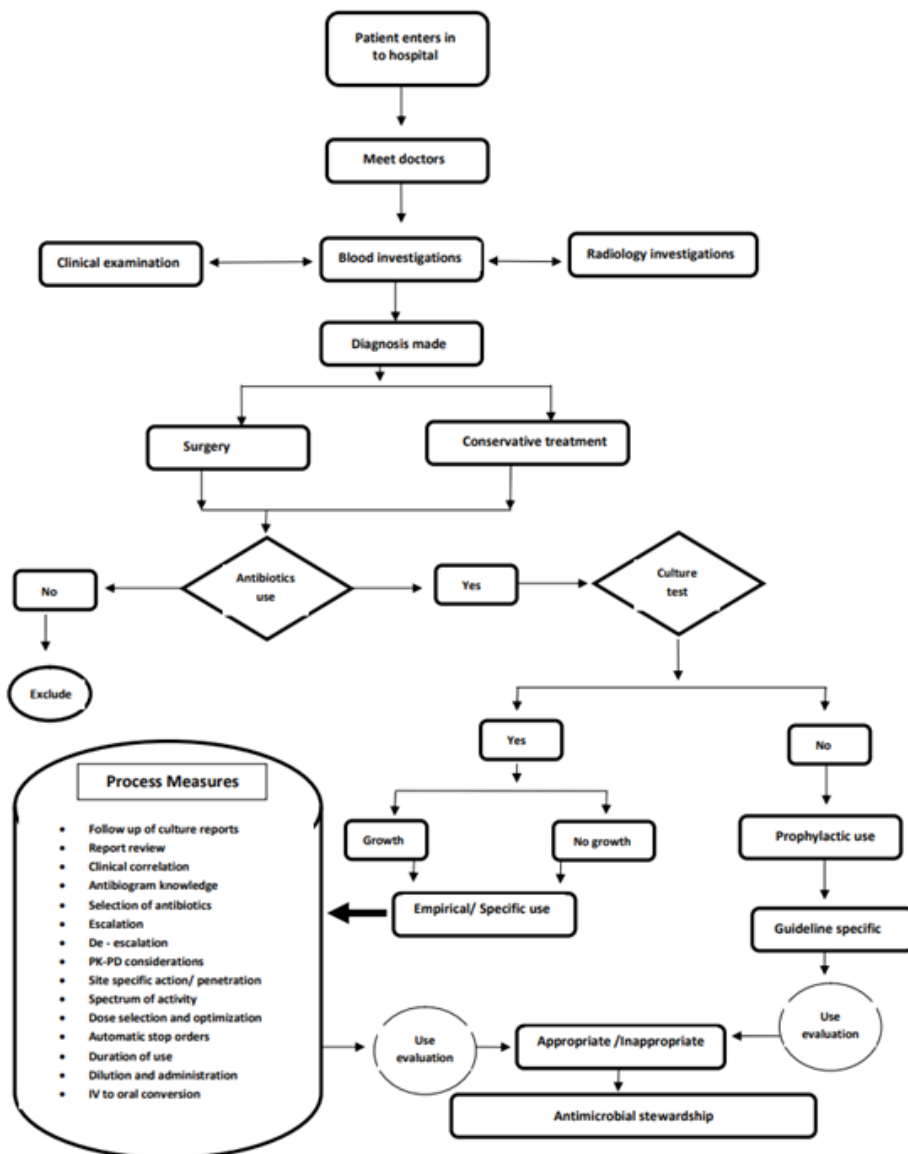 Patient enters in
to hospital
Meet doctors
Clinical examination
Blood investigations
Radiology investigations
Diagnosis made
Surgery
Conservative treatment
No
Antibiotics
use
Yes
Culture
test
Exclude
Yes
No
Process Measures
• Follow up of culture reports
• Report review
• Clinical correlation
• Antibiogram knowledge
• Selection of antibiotics
• Escalation
• De - escalation
• PK-PD considerations
• Site specific action/ penetration
• Spectrum of activity
• Dose selection and optimization
• Automatic stop orders
• Duration of use
• Dilution and administration
• IV to oral conversion
Growth
No growth
Prophylactic use
Empirical/ Specific use
Guideline specific
Use
evaluation
Appropriate /Inappropriate
Use
evaluation
Antimicrobial stewardship